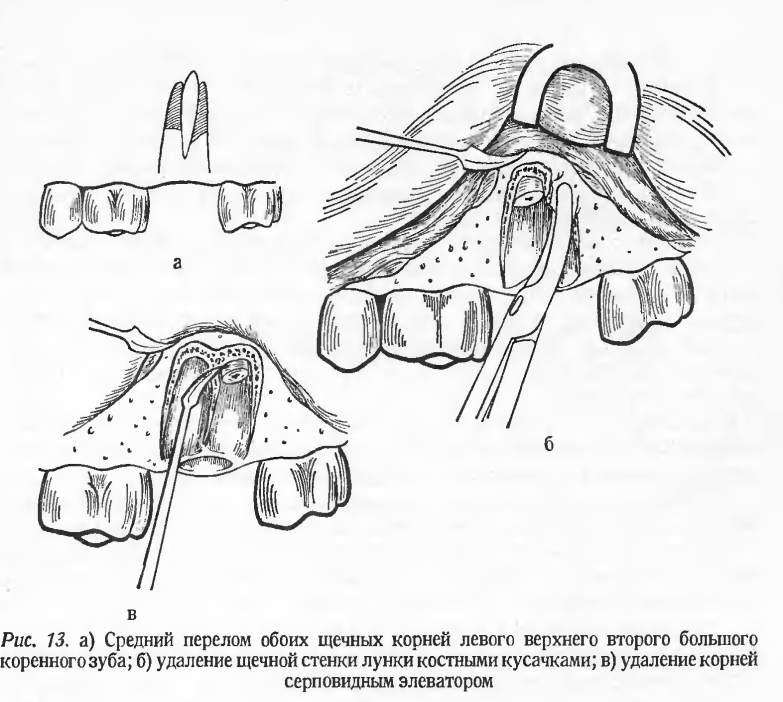 а
б
в
Рис. 13. а) Средний перелом обоих щечных корней левого верхнего второго большого
коренного зуба; б) удаление щечной стенки лунки костными кусачками; в) удаление корней
серповидным элеватором